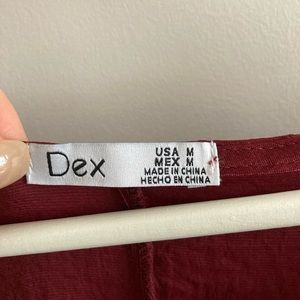 Dex
USA M
MEX M
MADE IN CHINA
HECHO EN CHINA